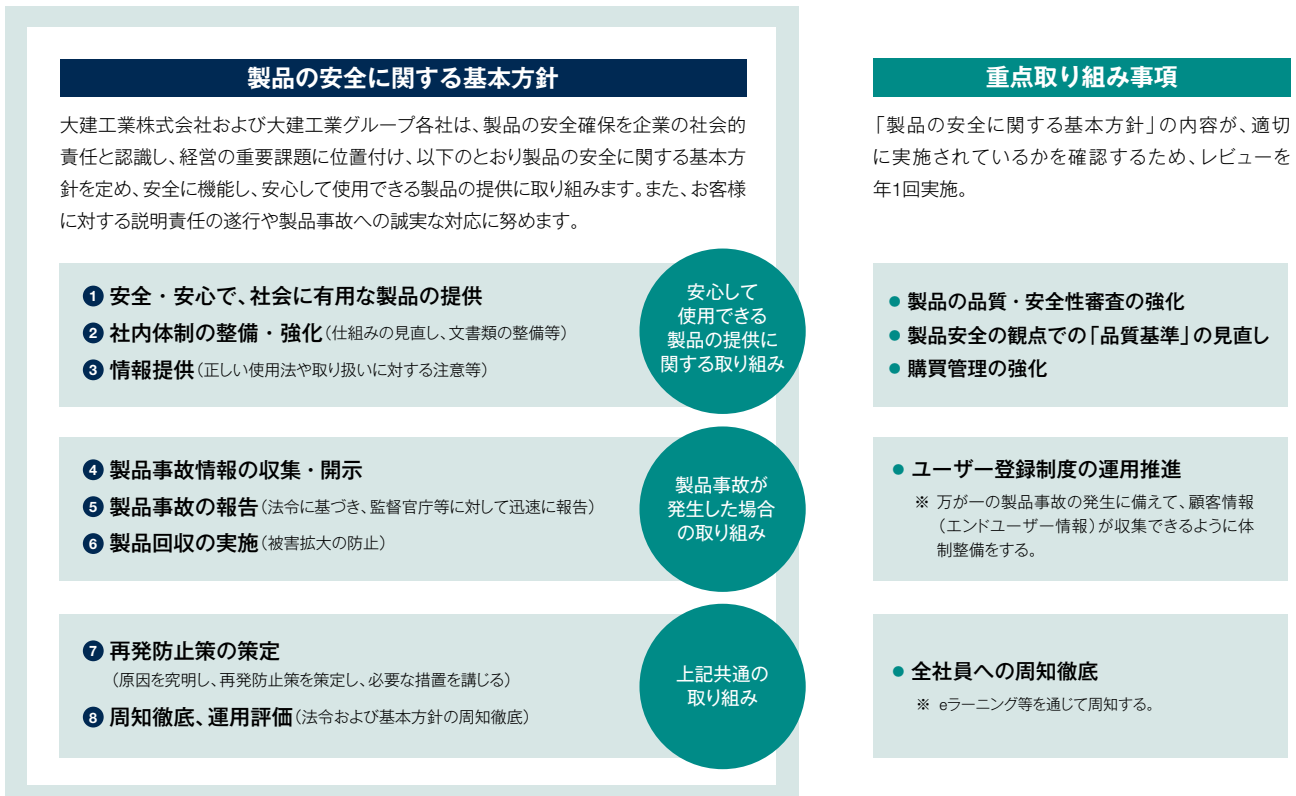 製品の安全に関する基本方針
大建工業株式会社および大建工業グループ各社は、製品の安全確保を企業の社会的
責任と認識し、経営の重要課題に位置付け、以下のとおり製品の安全に関する基本方
針を定め、安全に機能し、安心して使用できる製品の提供に取り組みます。また、お客様
に対する説明責任の遂行や製品事故への誠実な対応に努めます。
❶ 安全・安心で、社会に有用な製品の提供
❷ 社内体制の整備・強化（仕組みの見直し、文書類の整備等）
❸ 情報提供（正しい使用法や取り扱いに対する注意等）
安心して
使用できる
製品の提供に
関する取り組み
❹ 製品事故情報の収集・開示
❺ 製品事故の報告（法令に基づき、監督官庁等に対して迅速に報告）
❻ 製品回収の実施（被害拡大の防止）
製品事故が
発生した場合
の取り組み
❼ 再発防止策の策定
（原因を究明し、再発防止策を策定し、必要な措置を講じる）
❽ 周知徹底、運用評価（法令および基本方針の周知徹底）
上記共通の
取り組み
重点取り組み事項
「製品の安全に関する基本方針」の内容が、適切
に実施されているかを確認するため、レビューを
年1回実施。
● 製品の品質・安全性審査の強化
● 製品安全の観点での「品質基準」の見直し
● 購買管理の強化
● ユーザー登録制度の運用推進
※ 万が一の製品事故の発生に備えて、顧客情報
（エンドユーザー情報）が収集できるように体
制整備をする。
● 全社員への周知徹底
※ eラーニング等を通じて周知する。